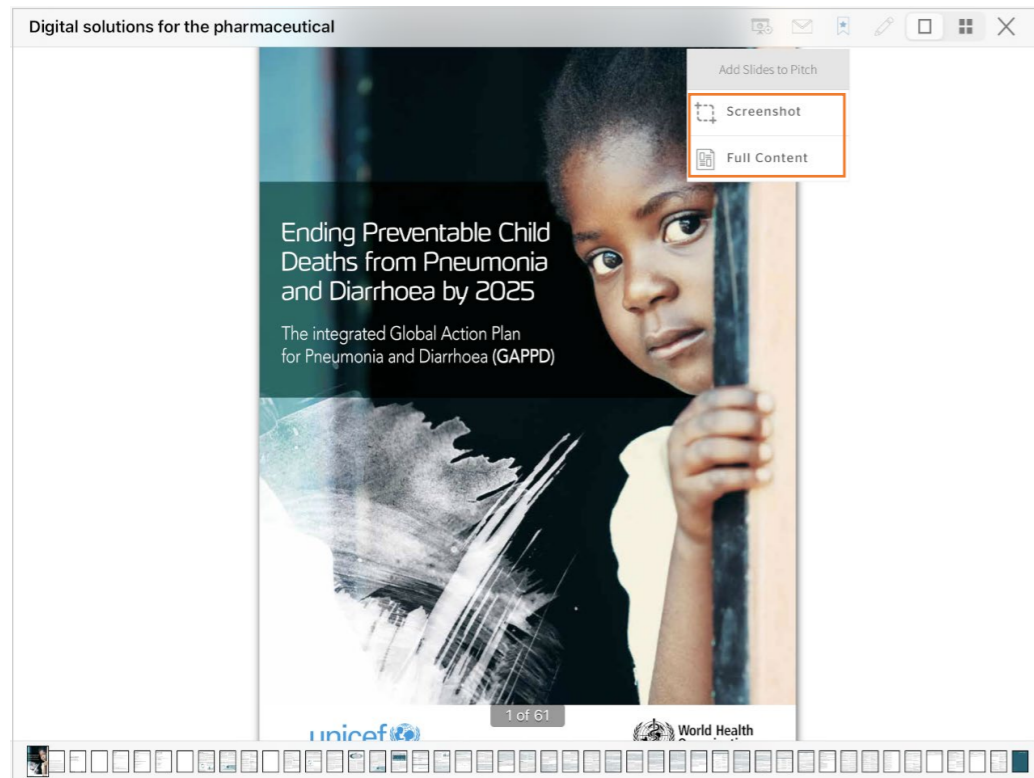 Digital solutions for the pharmaceutical
Add Slides to Pitch
Screenshot
Full Content
Ending Preventable Child
Deaths from Pneumonia
and Diarrhoea by 2025
The integrated Global Action Plan
for Pneumonia and Diarrhoea (GAPPD)
1 of 61
unicef
World Health